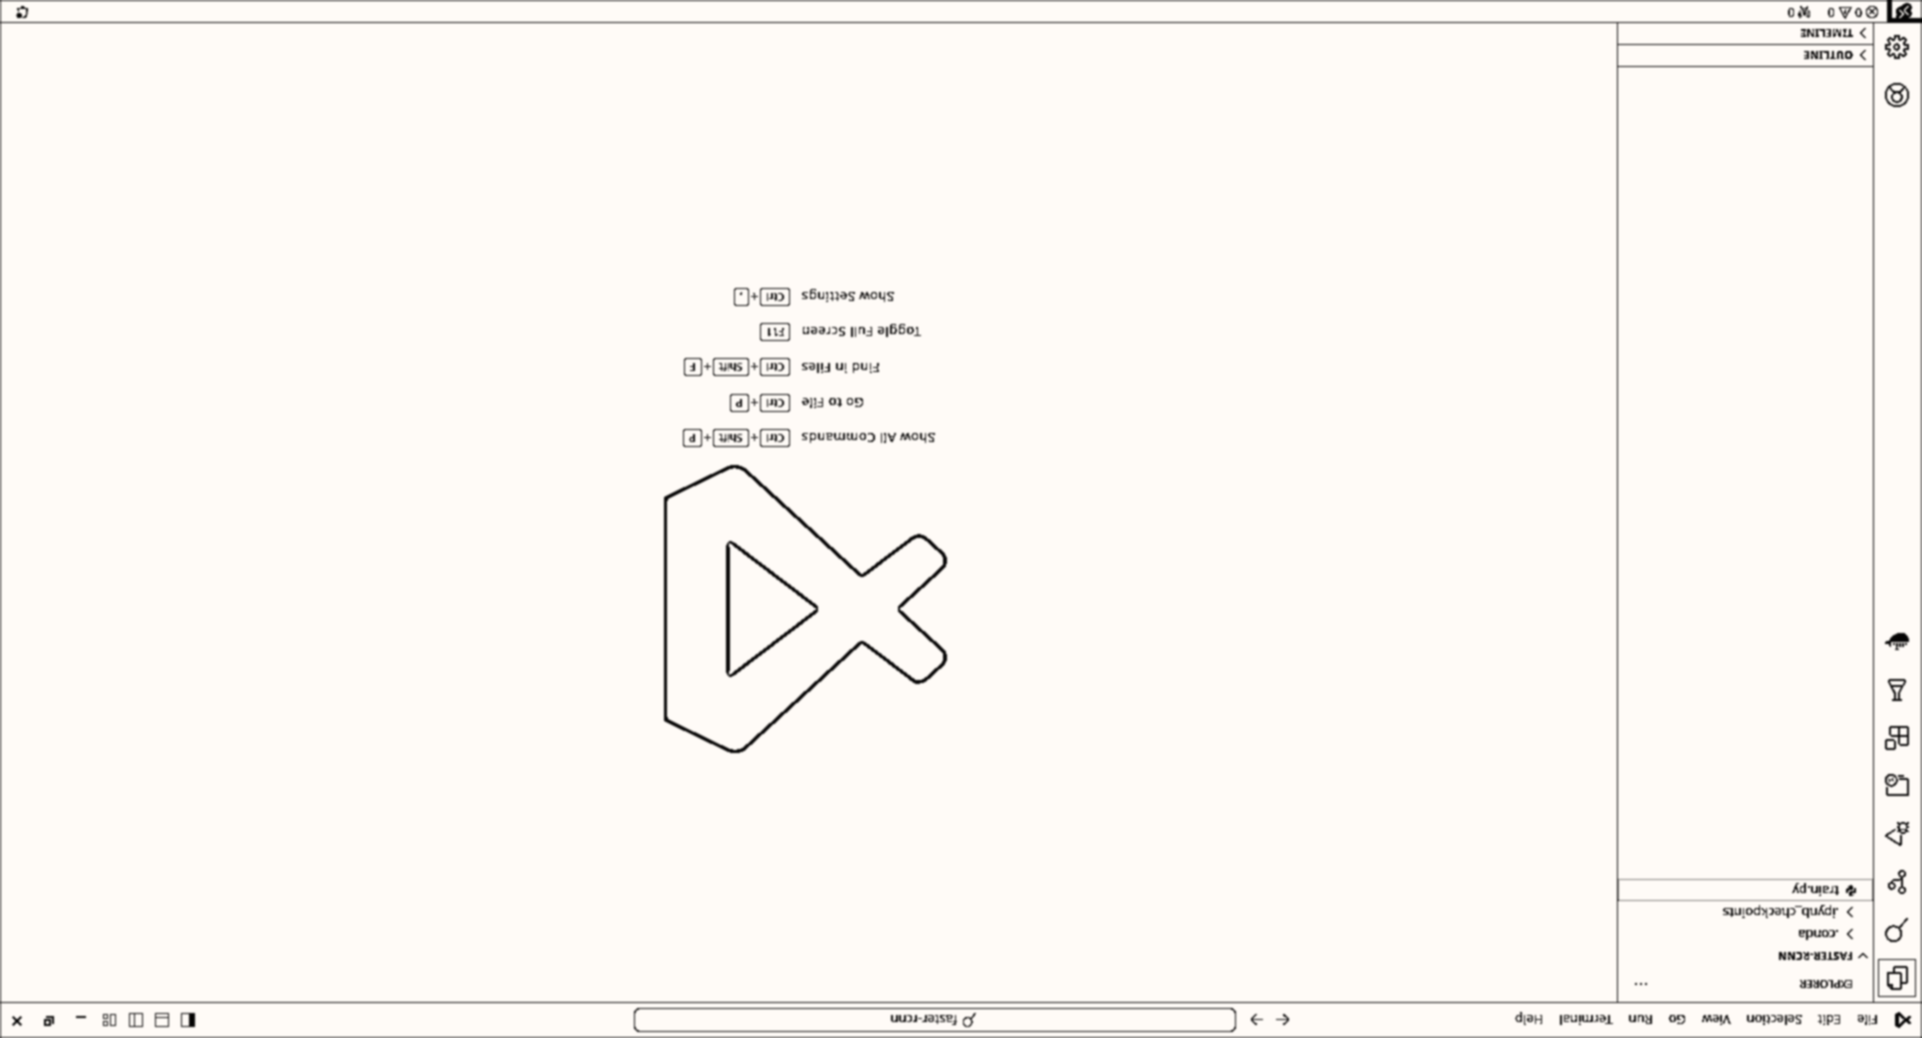 File Edit Selection View Go Run Terminal Help
faster-rcnn
EXPLORER
FASTER-RCNN
.conda
.ipynb_checkpoints
train.py
Show All Commands Ctrl + Shift + P
Go to File Ctrl + P
Find in Files Ctrl + Shift + F
Toggle Full Screen F11
Show Settings Ctrl + ,
OUTLINE
TIMELINE
0 0 0